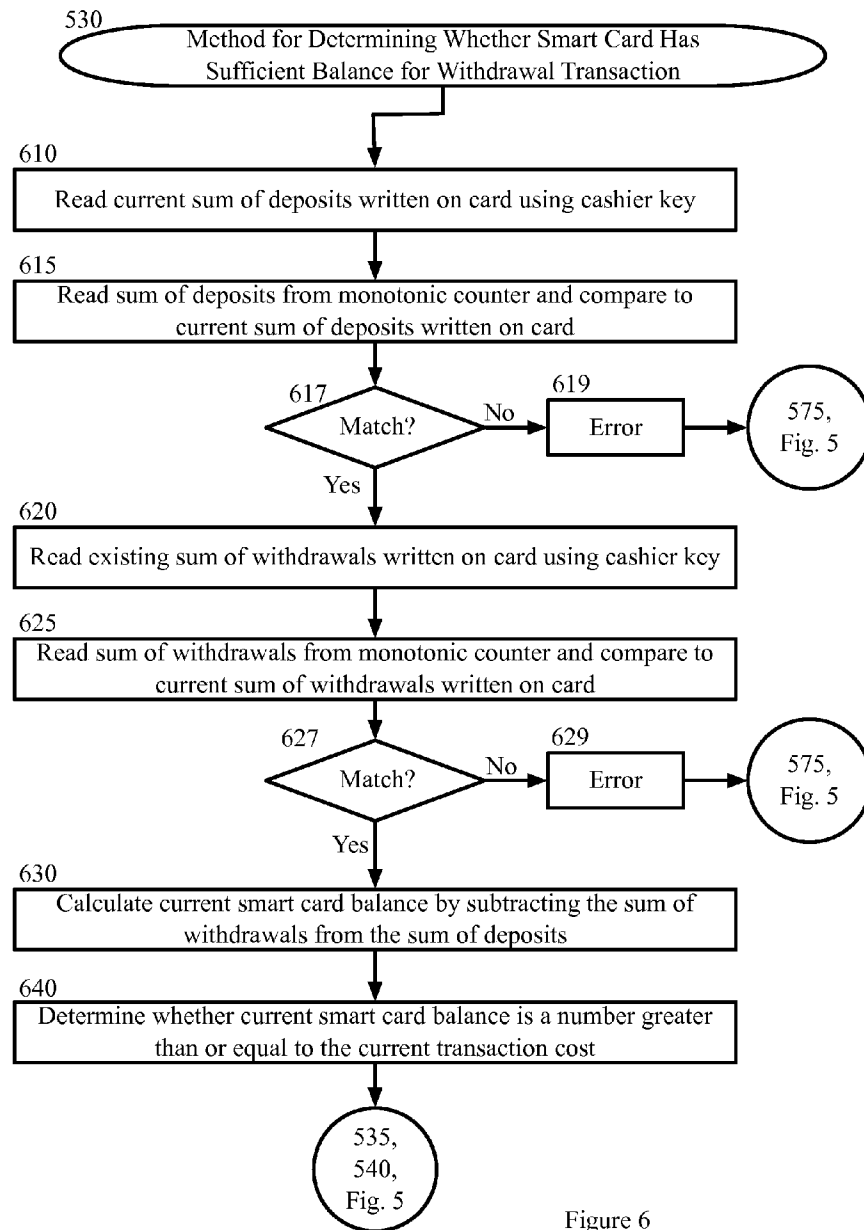 530
Method for Determining Whether Smart Card Has
Sufficient Balance for Withdrawal Transaction
610
Read current sum of deposits written on card using cashier key
615
Read sum of deposits from monotonic counter and compare to
current sum of deposits written on card
617
Match?
No
619
Error
575,
Fig. 5
Yes
620
Read existing sum of withdrawals written on card using cashier key
625
Read sum of withdrawals from monotonic counter and compare to
current sum of withdrawals written on card
627
Match?
No
629
Error
575,
Fig. 5
Yes
630
Calculate current smart card balance by subtracting the sum of
withdrawals from the sum of deposits
640
Determine whether current smart card balance is a number greater
than or equal to the current transaction cost
535,
540,
Fig. 5
Figure 6